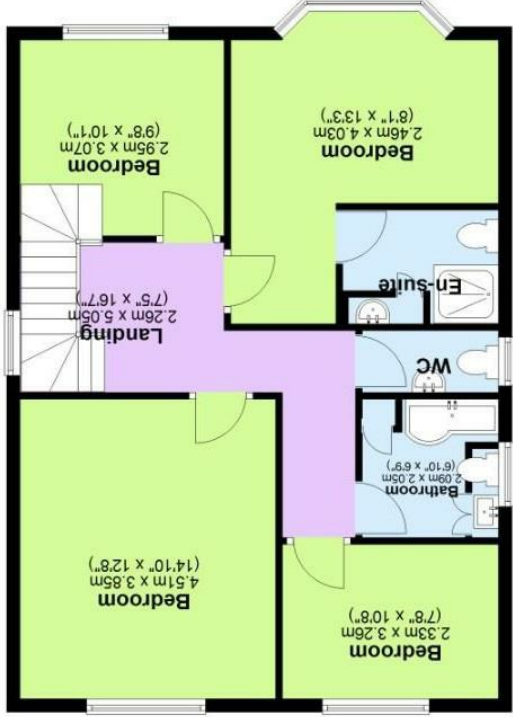 Bedroom
2.33m x 3.26m
(7'8" x 10'8")
Bedroom
4.51m x 3.85m
(14'10" x 12'8")
Bathroom
2.09m x 2.05m
(6'10" x 6'9")
WC
Landing
2.26m x 5.05m
(7'5" x 16'7")
En-suite
Bedroom
2.46m x 4.03m
(8'1" x 13'3")
Bedroom
2.95m x 3.07m
(9'8" x 10'1")